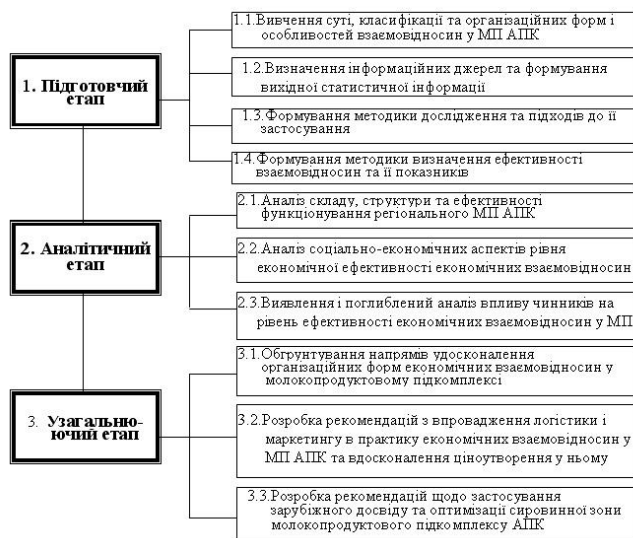 1.1.Вивчення суті, класифікації та організаційних форм і
особливостей взаємовідносин у МП АПК
1. Підготовчий
етап
1.2.Визначення інформаційних джерел та формування
вихідної статистичної інформації
1.3.Формування методики дослідження та підходів до її
застосування
1.4.Формування методики визначення ефективності
взаємовідносин та її показників
2. Аналітичний
етап
2.1.Аналіз складу, структури та ефективності
функціонування регіонального МП АПК
2.2.Аналіз соціально-економічних аспектів рівня
економічної ефективності економічних взаємовідносин
2.3.Виявлення і поглиблений аналіз впливу чинників на
рівень ефективності економічних взаємовідносин у МП
3. Узагальню-
ючий етап
3.1.Обгрунтування напрямів удосконалення
організаційних форм економічних взаємовідносин у
молокопродуктовому підкомплексі
3.2.Розробка рекомендацій з впровадження логістики і
маркетингу в практику економічних взаємовідносин у
МП АПК та вдосконалення ціноутворення у ньому
3.3.Розробка рекомендацій щодо застосування
зарубіжного досвіду та оптимізації сировинної зони
молокопродуктового підкомплексу АПК